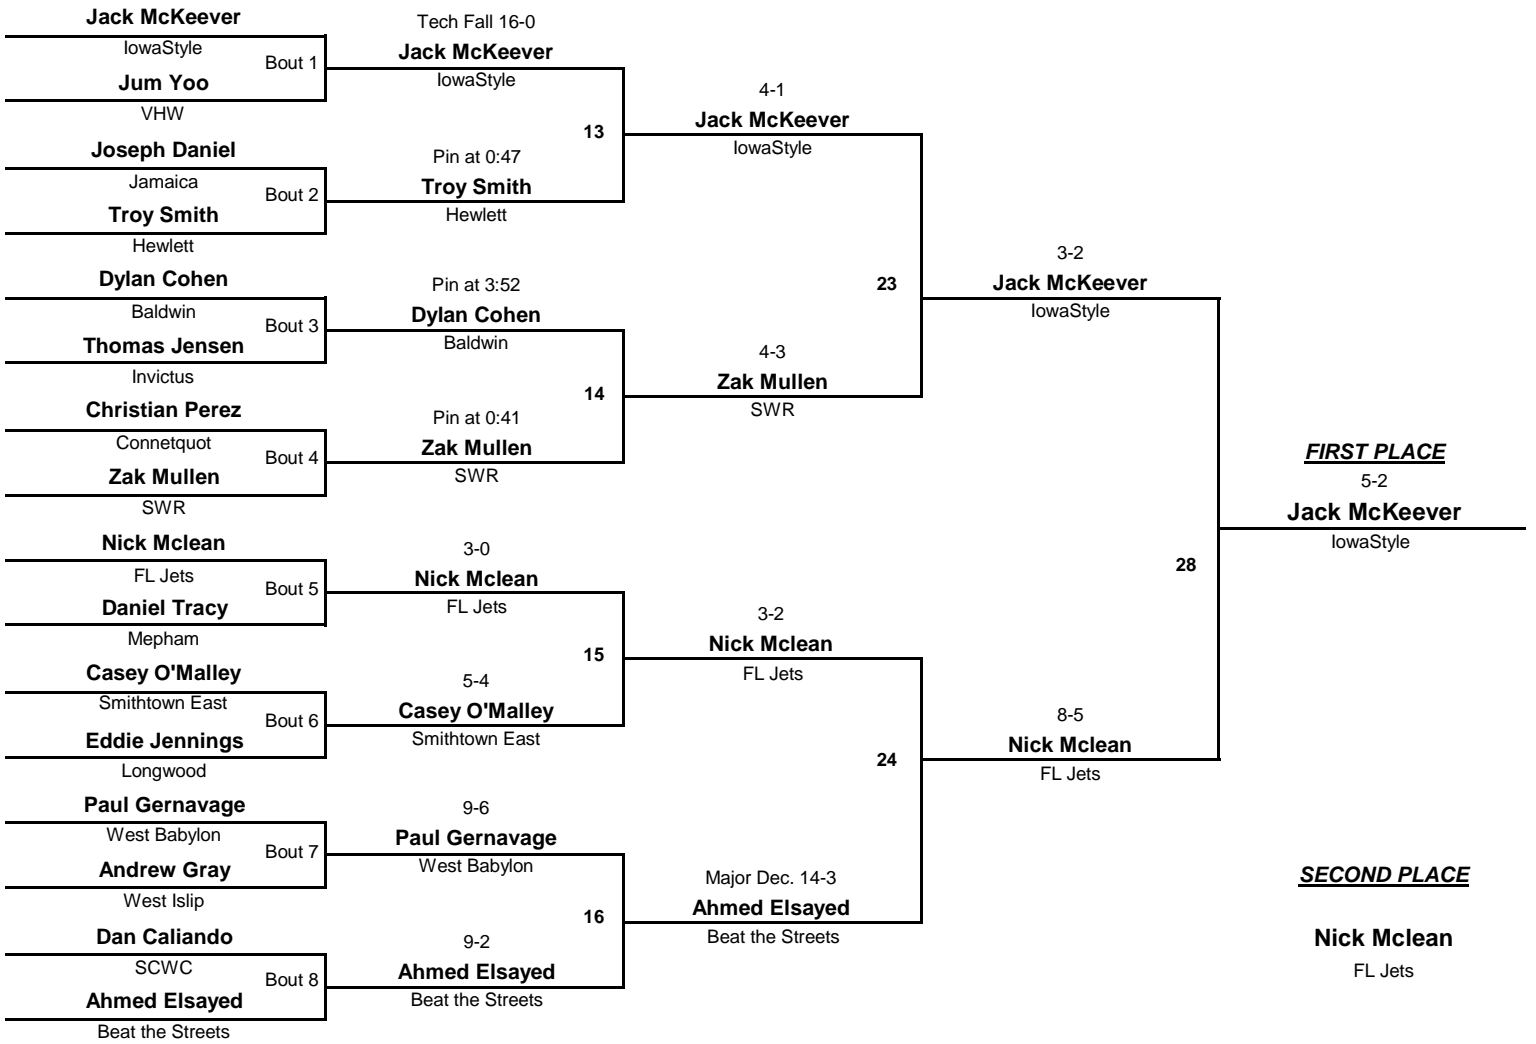 Jack McKeever
IowaStyle
Bout 1
Jum Yoo
VHW
Joseph Daniel
Jamaica
Bout 2
Troy Smith
Hewlett
Dylan Cohen
Baldwin
Bout 3
Thomas Jensen
Invictus
Christian Perez
Connetquot
Bout 4
Zak Mullen
SWR
Nick Mclean
FL Jets
Bout 5
Daniel Tracy
Mepham
Casey O'Malley
Smithtown East
Bout 6
Eddie Jennings
Longwood
Paul Gernavage
West Babylon
Bout 7
Andrew Gray
West Islip
Dan Caliando
SCWC
Bout 8
Ahmed Elsayed
Beat the Streets
Tech Fall 16-0
Jack McKeever
IowaStyle
13
Pin at 0:47
Troy Smith
Hewlett
Pin at 3:52
Dylan Cohen
Baldwin
14
Pin at 0:41
Zak Mullen
SWR
3-0
Nick Mclean
FL Jets
15
5-4
Casey O'Malley
Smithtown East
9-6
Paul Gernavage
West Babylon
16
9-2
Ahmed Elsayed
Beat the Streets
4-1
Jack McKeever
IowaStyle
23
4-3
Zak Mullen
SWR
3-2
Nick Mclean
FL Jets
24
Major Dec. 14-3
Ahmed Elsayed
Beat the Streets
3-2
Jack McKeever
IowaStyle
28
8-5
Nick Mclean
FL Jets
FIRST PLACE
5-2
Jack McKeever
IowaStyle
SECOND PLACE
Nick Mclean
FL Jets